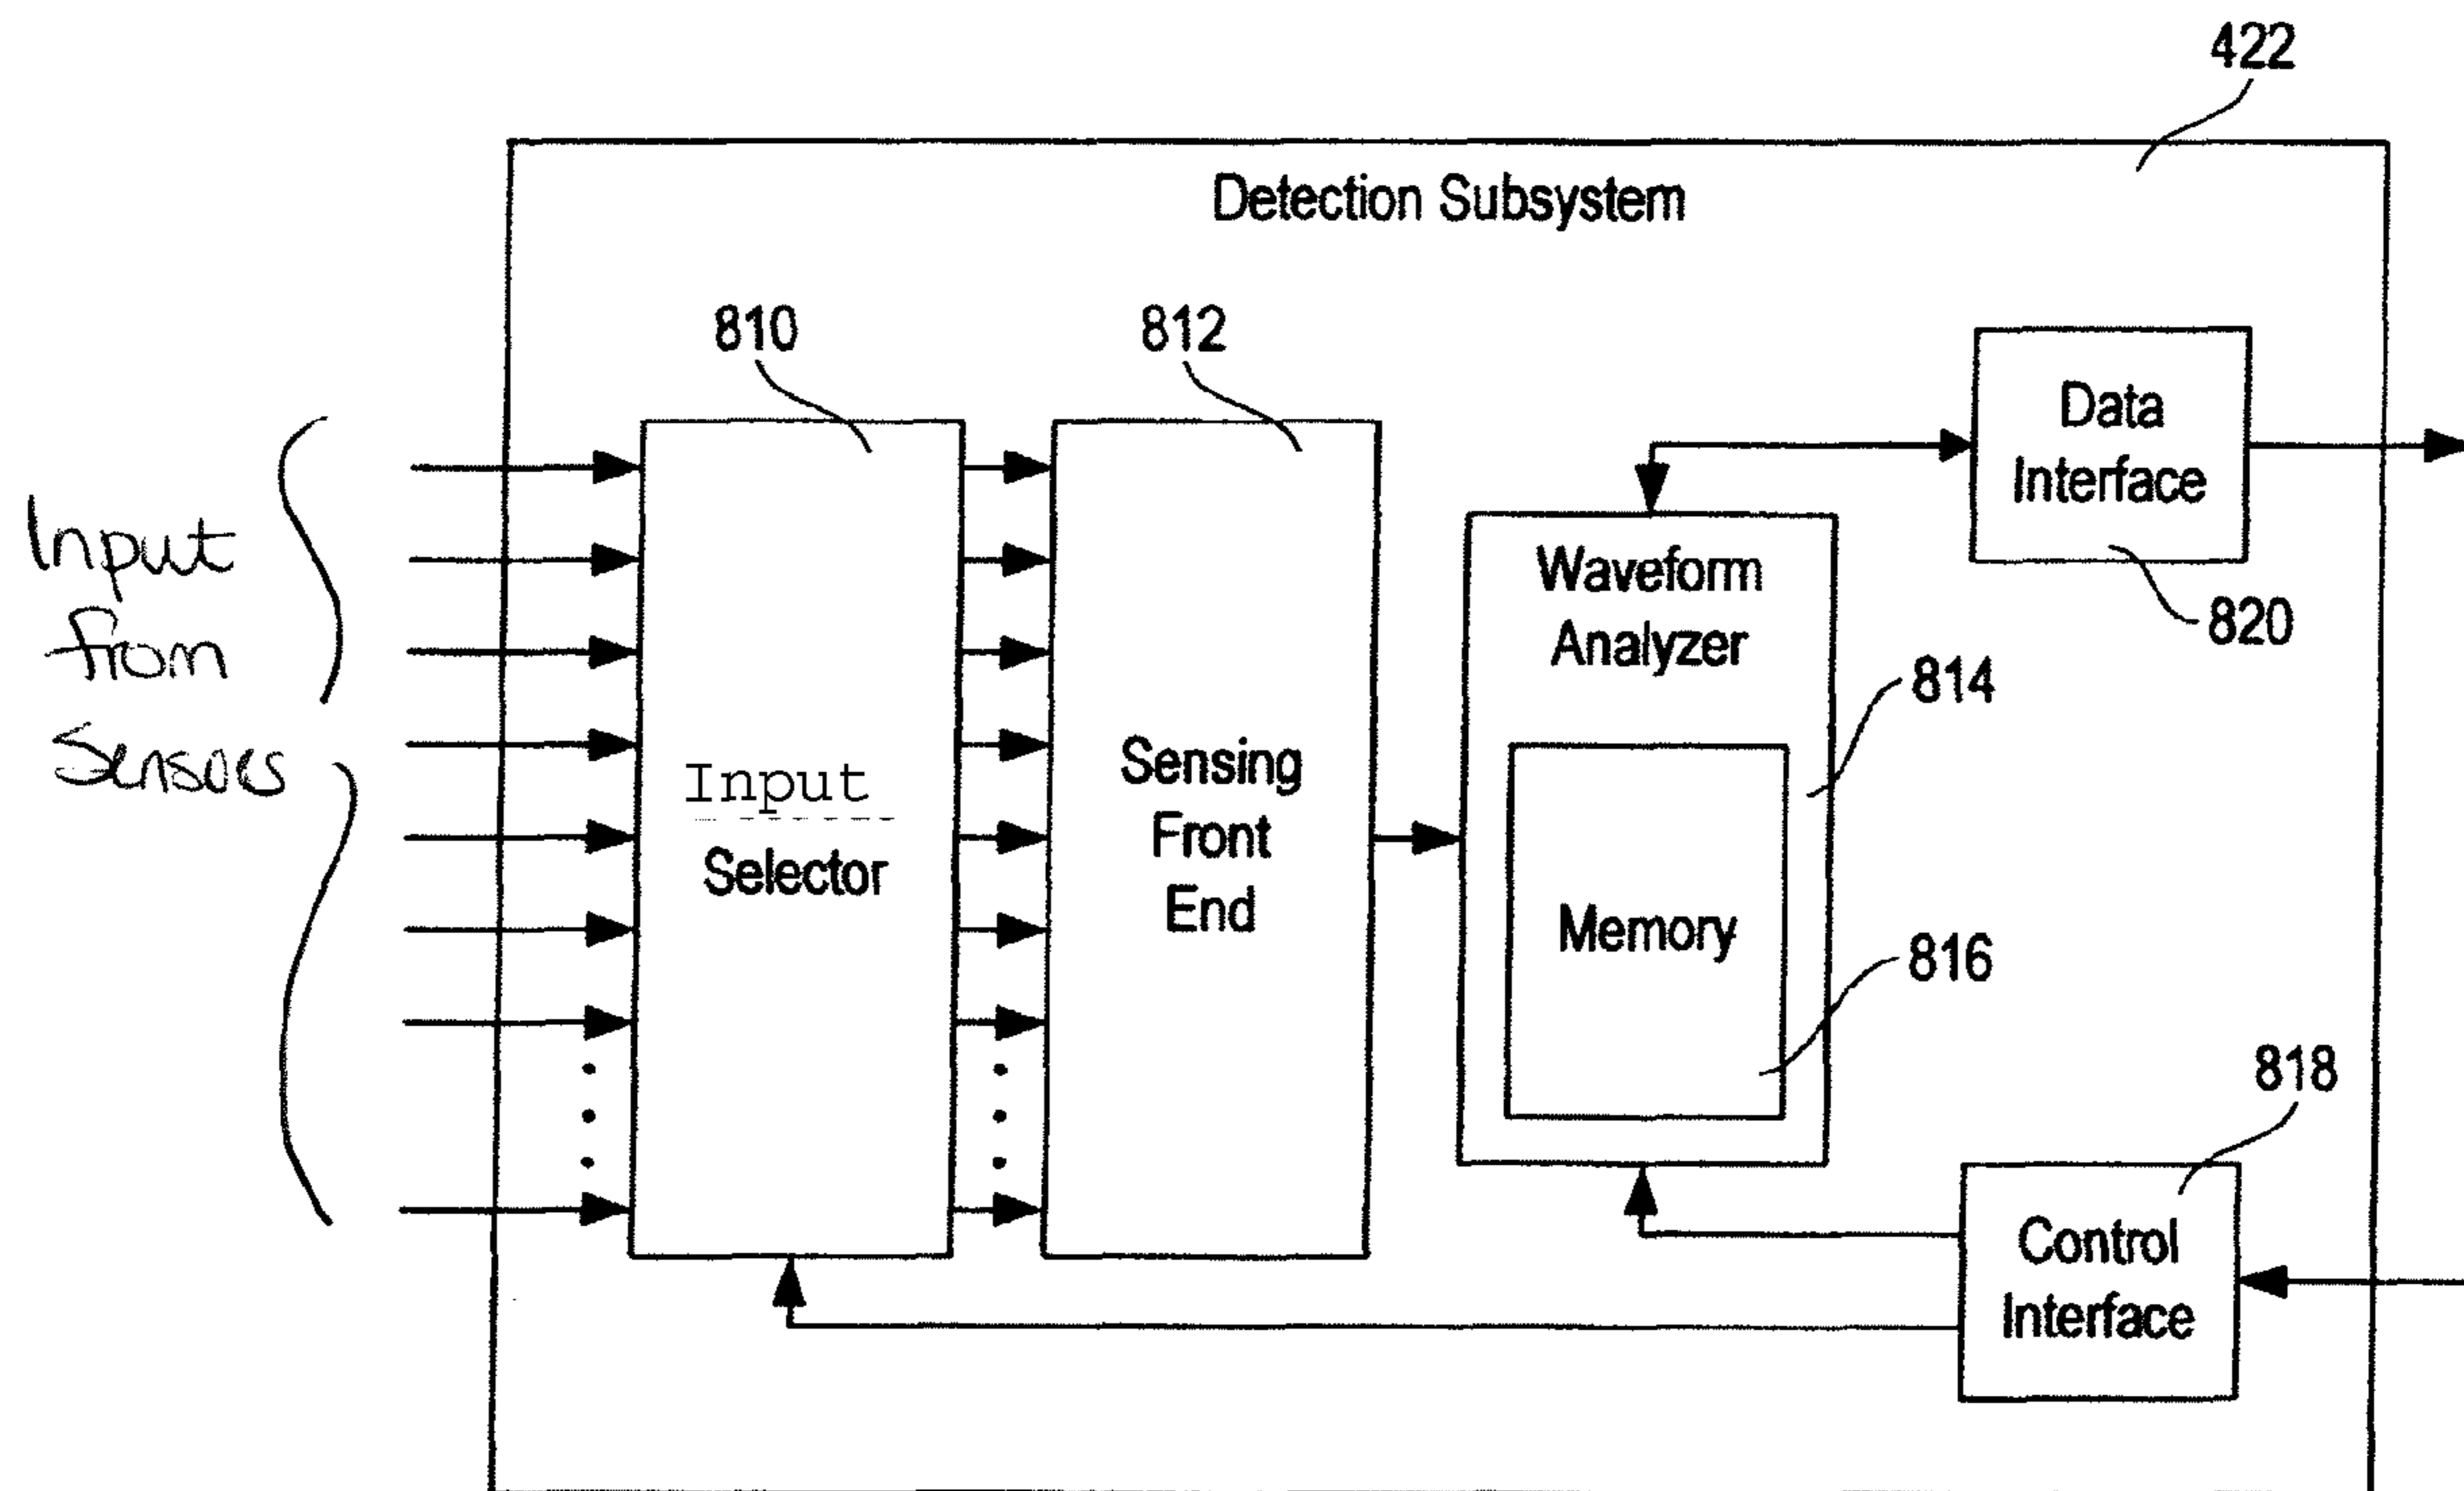 422
Detection Subsystem
810
812
Data
Interface
820
Input
from
Sensors
Waveform
Analyzer
814
Input
Selector
Sensing
Front
End
Memory
816
818
Control
Interface